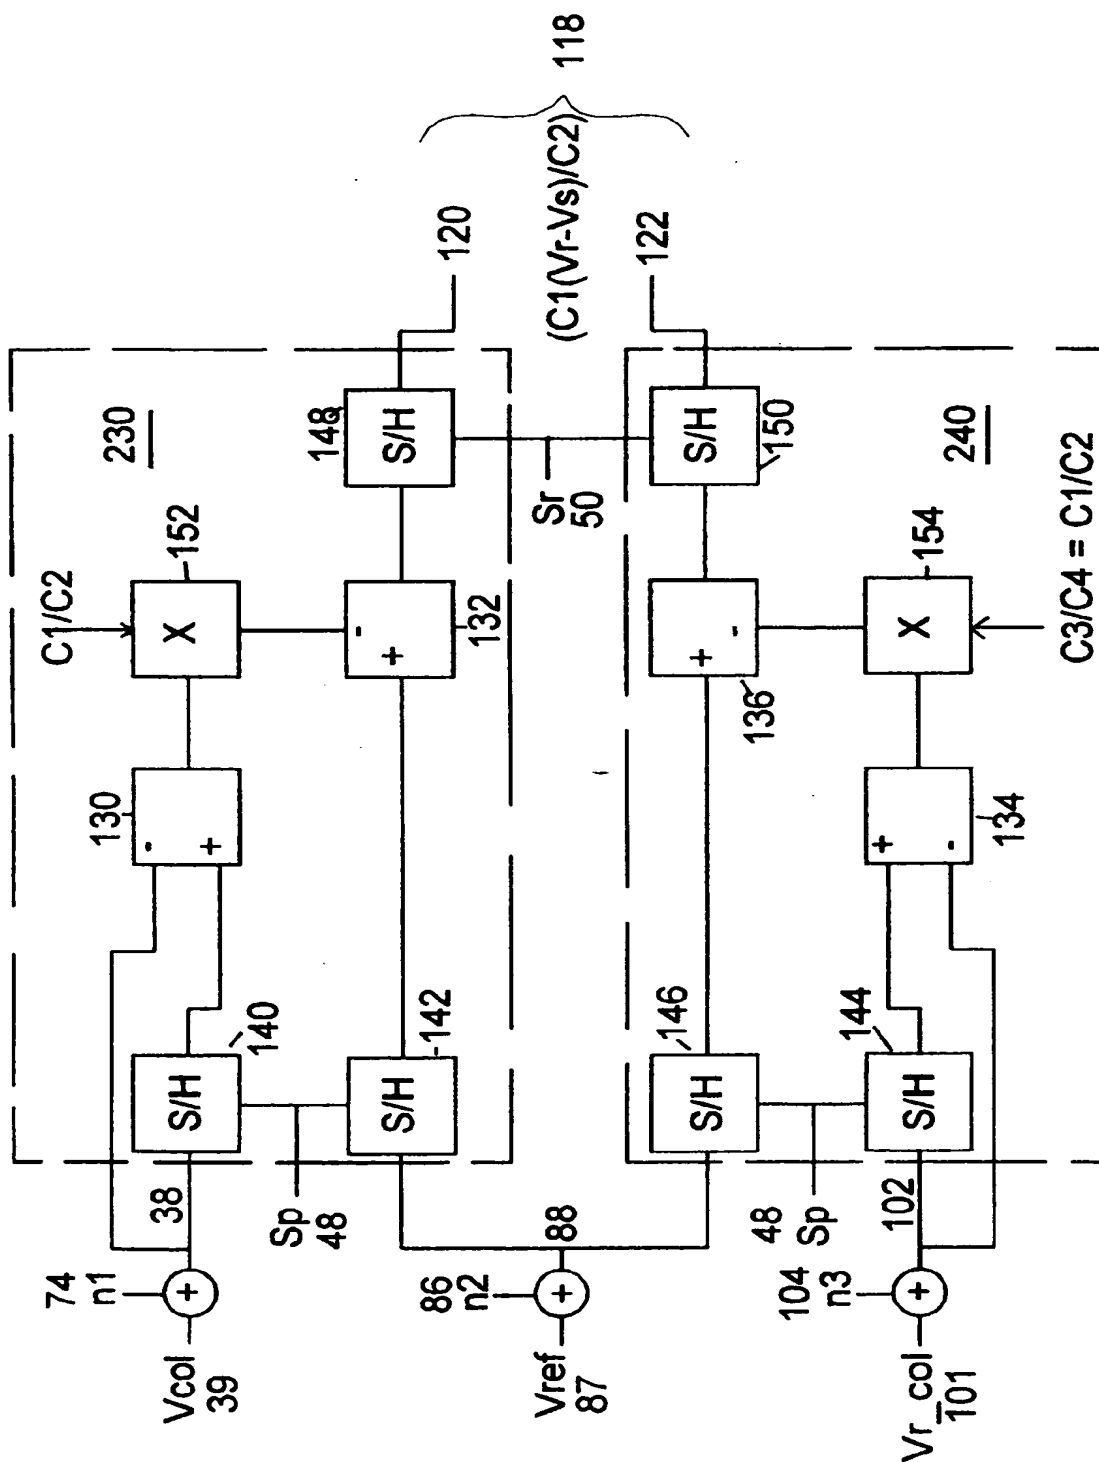 230
C1/C2
152
X
130
-
+
140
S/H
38
74
n1
+
Vcol
39
148
S/H
120
132
-
+
142
S/H
Sp
48
Sr
50
(C1(Vr-Vs)/C2)
118
88
86
n2
+
Vref
87
122
150
S/H
136
+
-
146
S/H
48
Sp
240
154
X
C3/C4 = C1/C2
134
+
-
144
S/H
102
104
n3
+
Vr_col
101